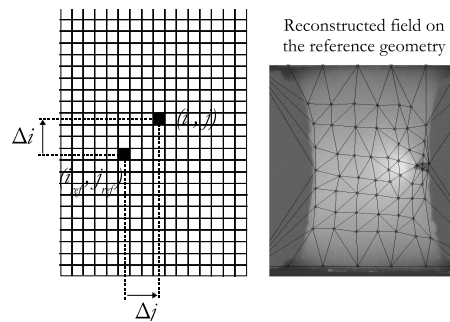 Reconstructed field on
the reference geometry
(i, j)
Δi
(i_ref, j_ref)
Δj